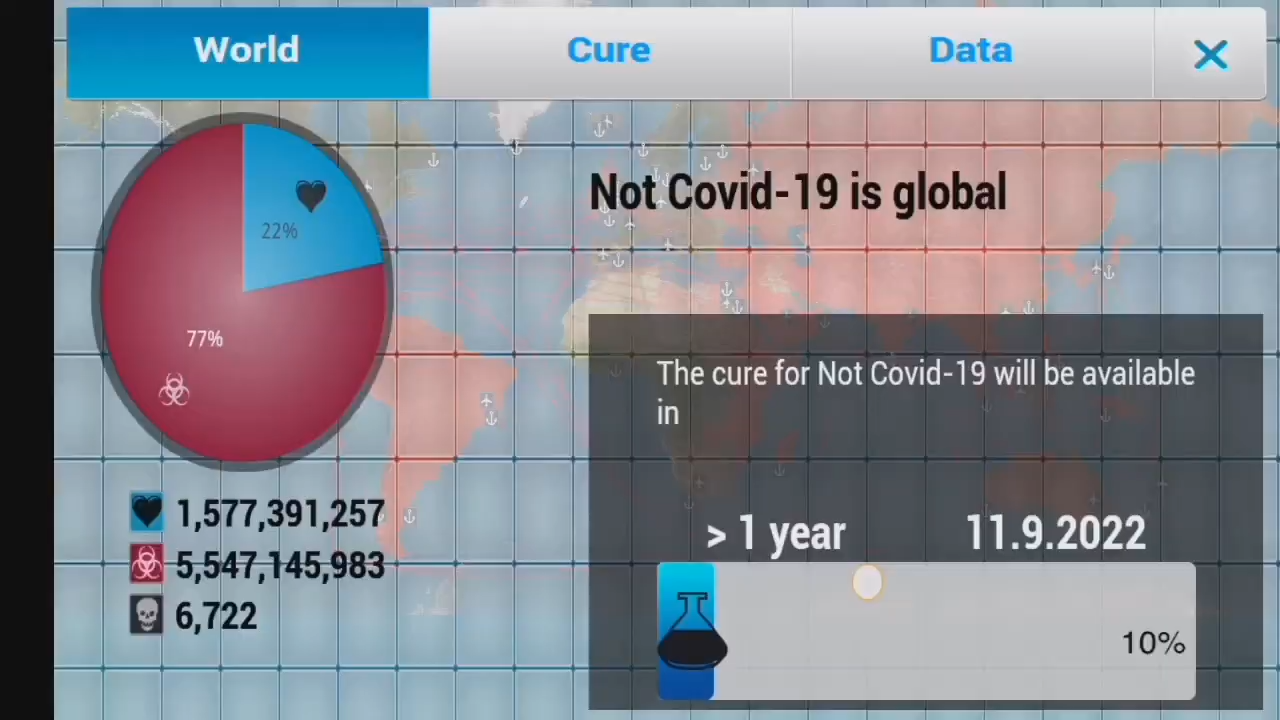 World
Cure
Data
22%
77%
1,577,391,257
5,547,145,983
6,722
Not Covid-19 is global
The cure for Not Covid-19 will be available
in
> 1 year
11.9.2022
10%